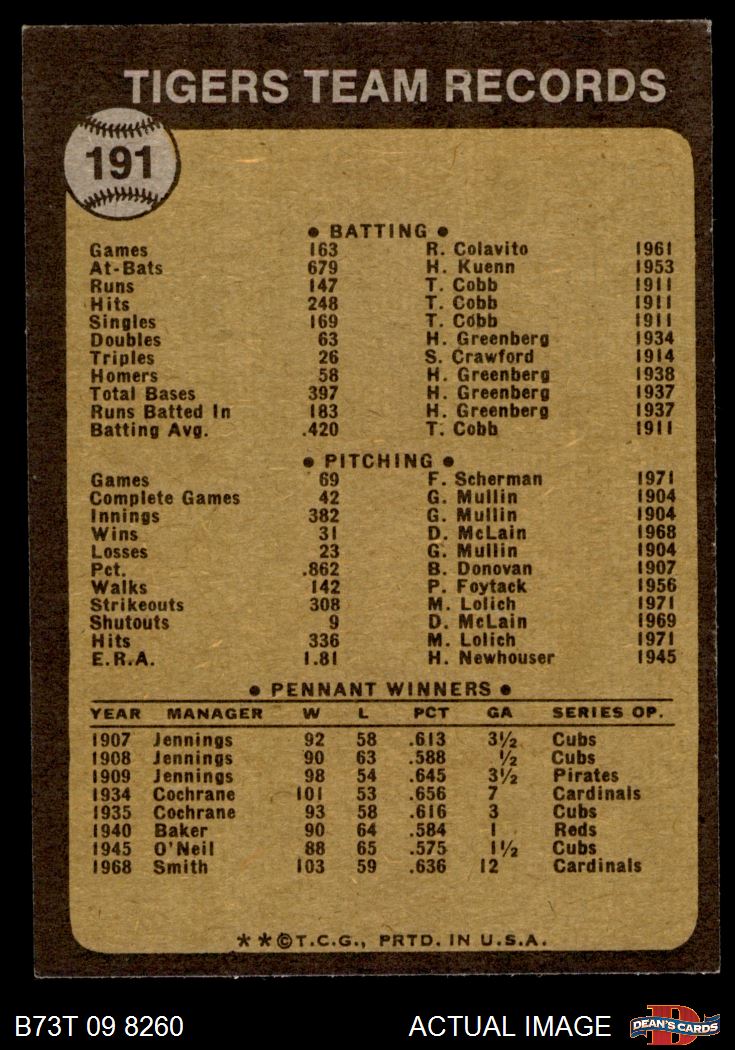 TIGERS TEAM RECORDS
191
● BATTING ●
Games 163 R. Colavito 1961
At-Bats 679 H. Kuenn 1953
Runs 147 T. Cobb 1911
Hits 248 T. Cobb 1911
Singles 169 T. Cobb 1911
Doubles 63 H. Greenberg 1934
Triples 26 S. Crawford 1914
Homers 58 H. Greenberg 1938
Total Bases 397 H. Greenberg 1937
Runs Batted In 183 H. Greenberg 1937
Batting Avg. .420 T. Cobb 1911
● PITCHING ●
Games 69 F. Scherman 1971
Complete Games 42 G. Mullin 1904
Innings 382 G. Mullin 1904
Wins 31 D. McLain 1968
Losses 23 G. Mullin 1904
Pct. .862 B. Donovan 1907
Walks 142 P. Foytack 1956
Strikeouts 308 M. Lolich 1971
Shutouts 9 D. McLain 1969
Hits 336 M. Lolich 1971
E.R.A. 1.81 H. Newhouser 1945
● PENNANT WINNERS ●
YEAR MANAGER W L PCT GA SERIES OP.
1907 Jennings 92 58 .613 3½ Cubs
1908 Jennings 90 63 .588 ½ Cubs
1909 Jennings 98 54 .645 3½ Pirates
1934 Cochrane 101 53 .656 7 Cardinals
1935 Cochrane 93 58 .616 3 Cubs
1940 Baker 90 64 .584 1 Reds
1945 O'Neil 88 65 .575 1½ Cubs
1968 Smith 103 59 .636 12 Cardinals
**©T.C.G., PRTD. IN U.S.A.
B73T 09 8260 ACTUAL IMAGE D DEAN'S CARDS